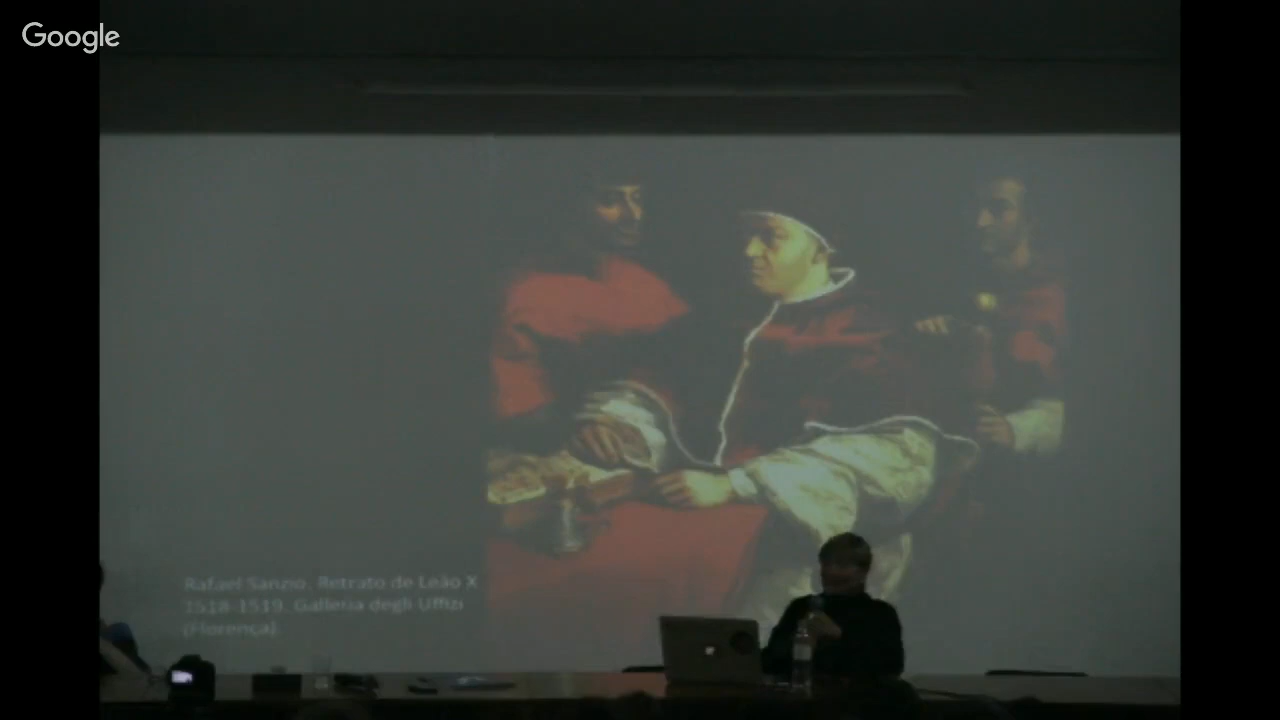 Google
Rafael Sanzio. Retrato de Leão X
1518-1519. Galleria degli Uffizi
(Florença).